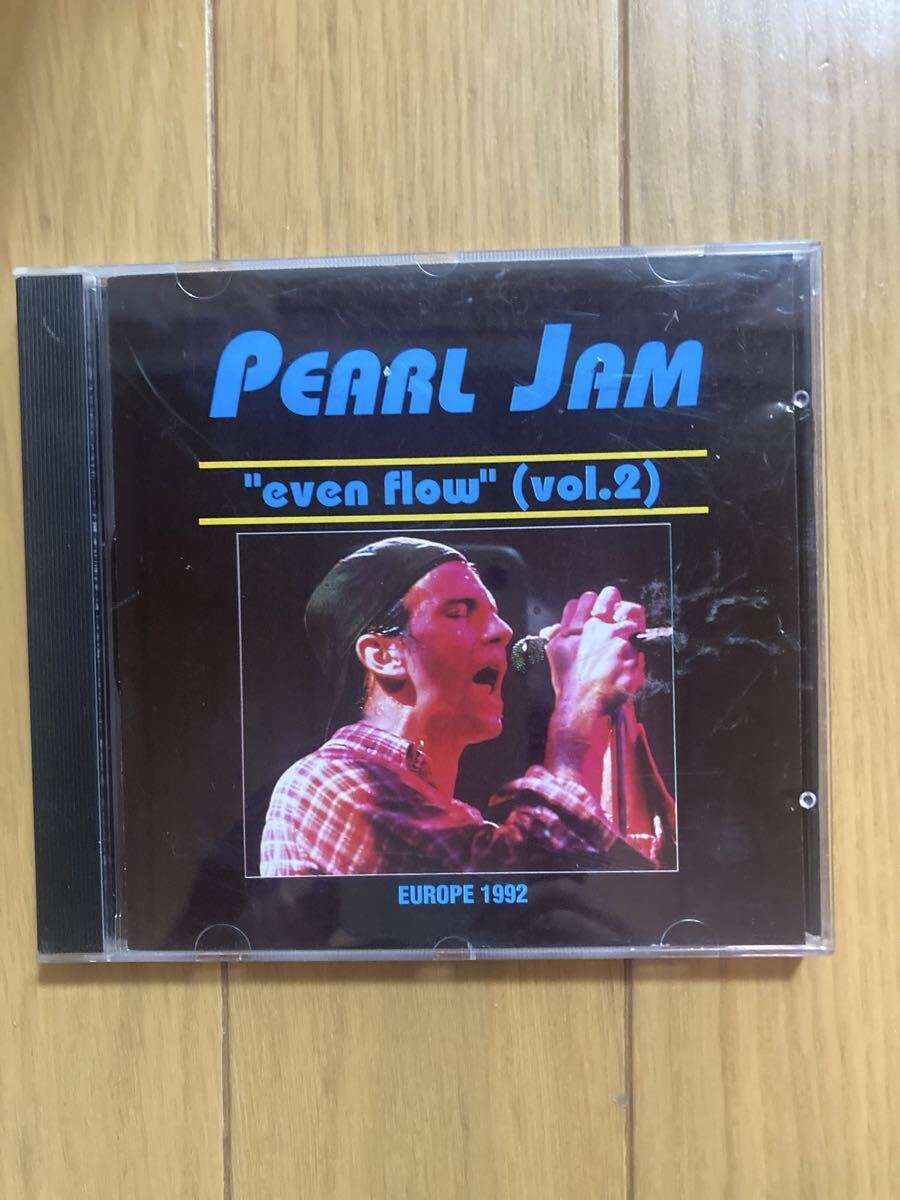 PEARL JAM
"even flow" (vol.2)
EUROPE 1992